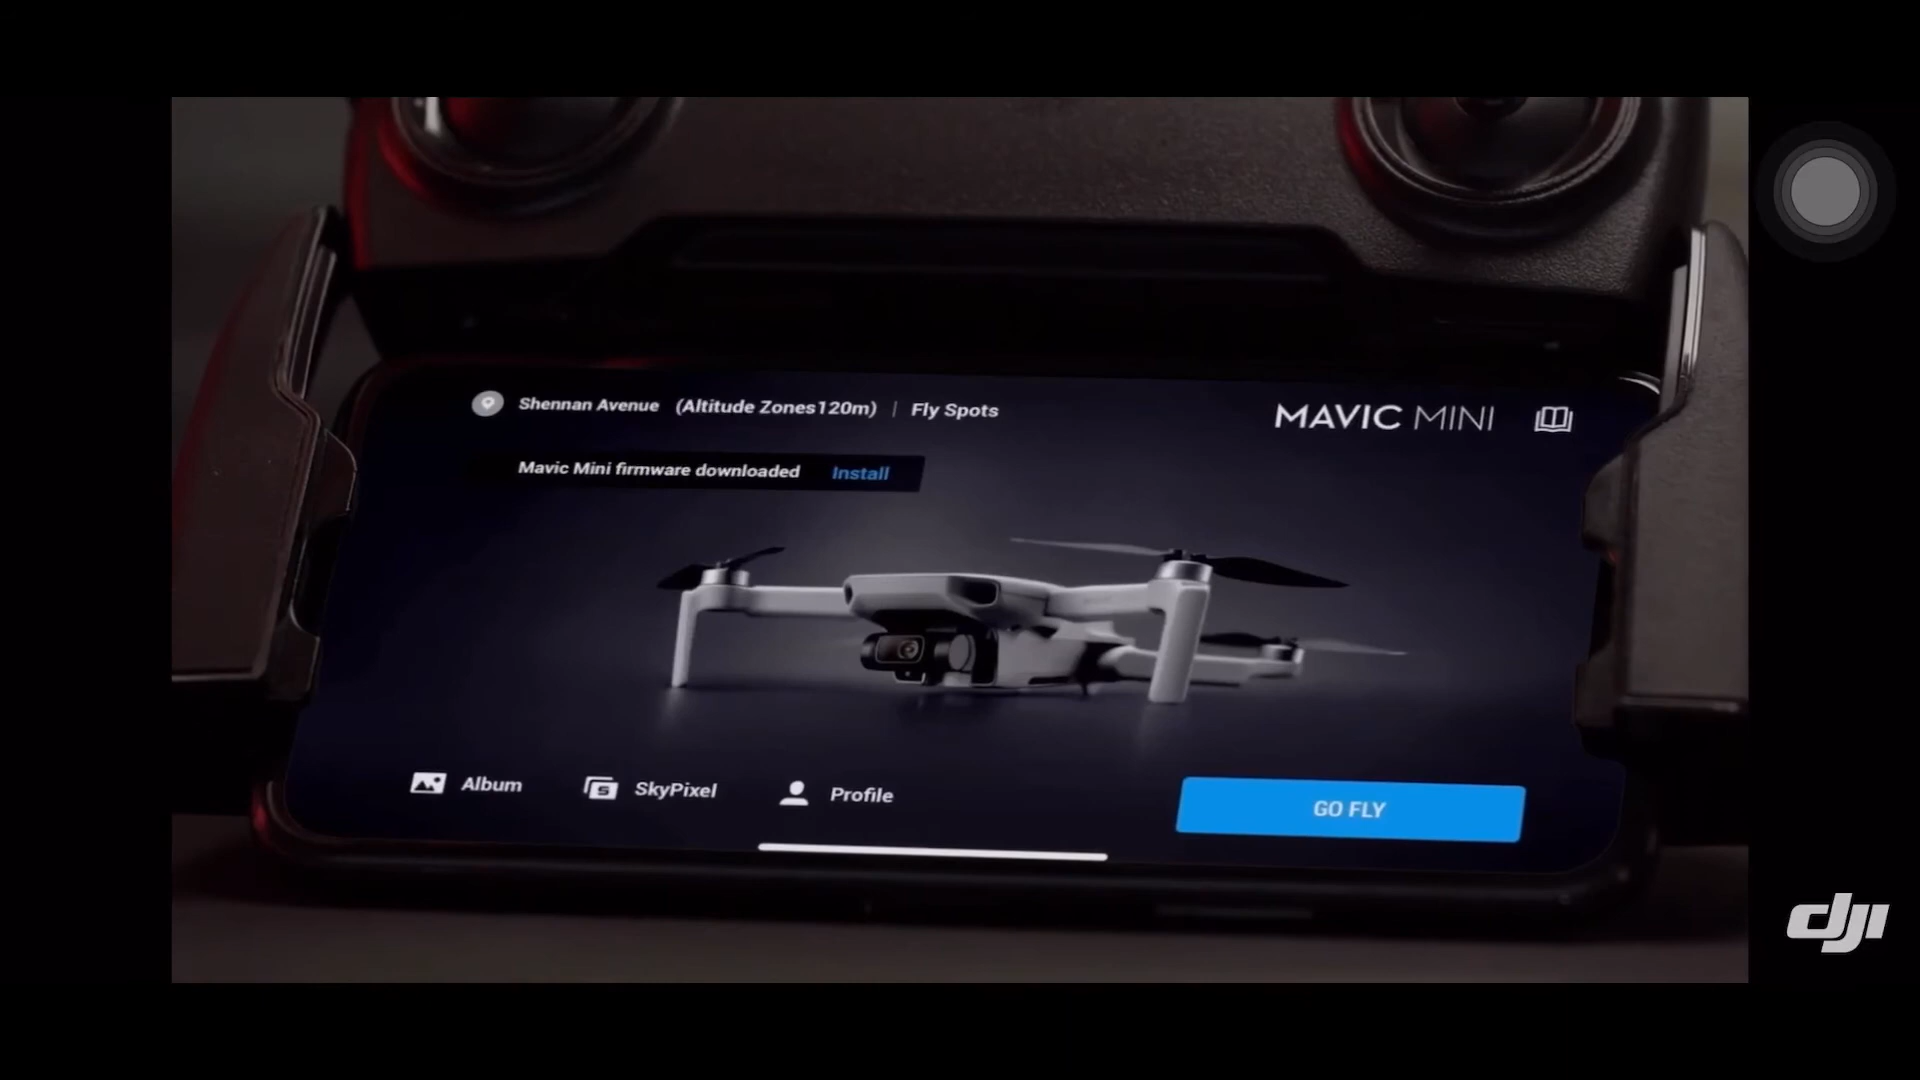 Shennan Avenue (Altitude Zones120m) | Fly Spots
MAVIC MINI
Mavic Mini firmware downloaded Install
Album
SkyPixel
Profile
GO FLY
dji